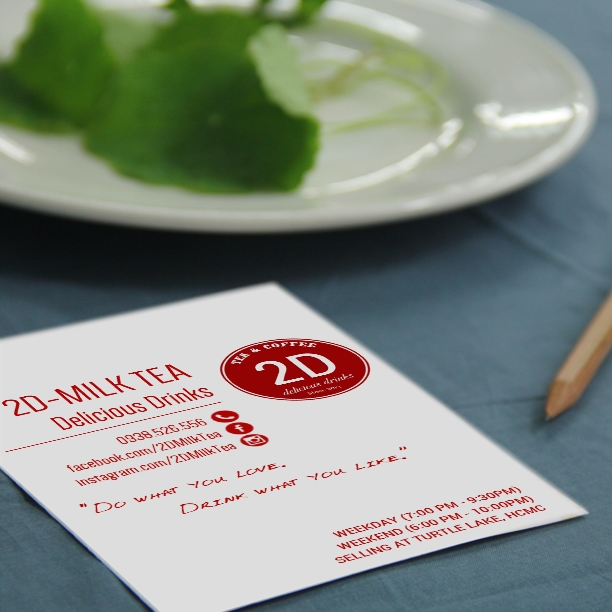 2D-MILK TEA
Delicious Drinks
TEA & COFFEE
2D
delicious drinks
0938.526.556
facebook.com/2DMilkTea
Instagram.com/2DMilkTea
"DO WHAT YOU LOVE.
DRINK WHAT YOU LIKE."
WEEKDAY (7:00 PM - 9:30PM)
WEEKEND (6:00 PM - 10:00PM)
SELLING AT TURTLE LAKE, HCMC